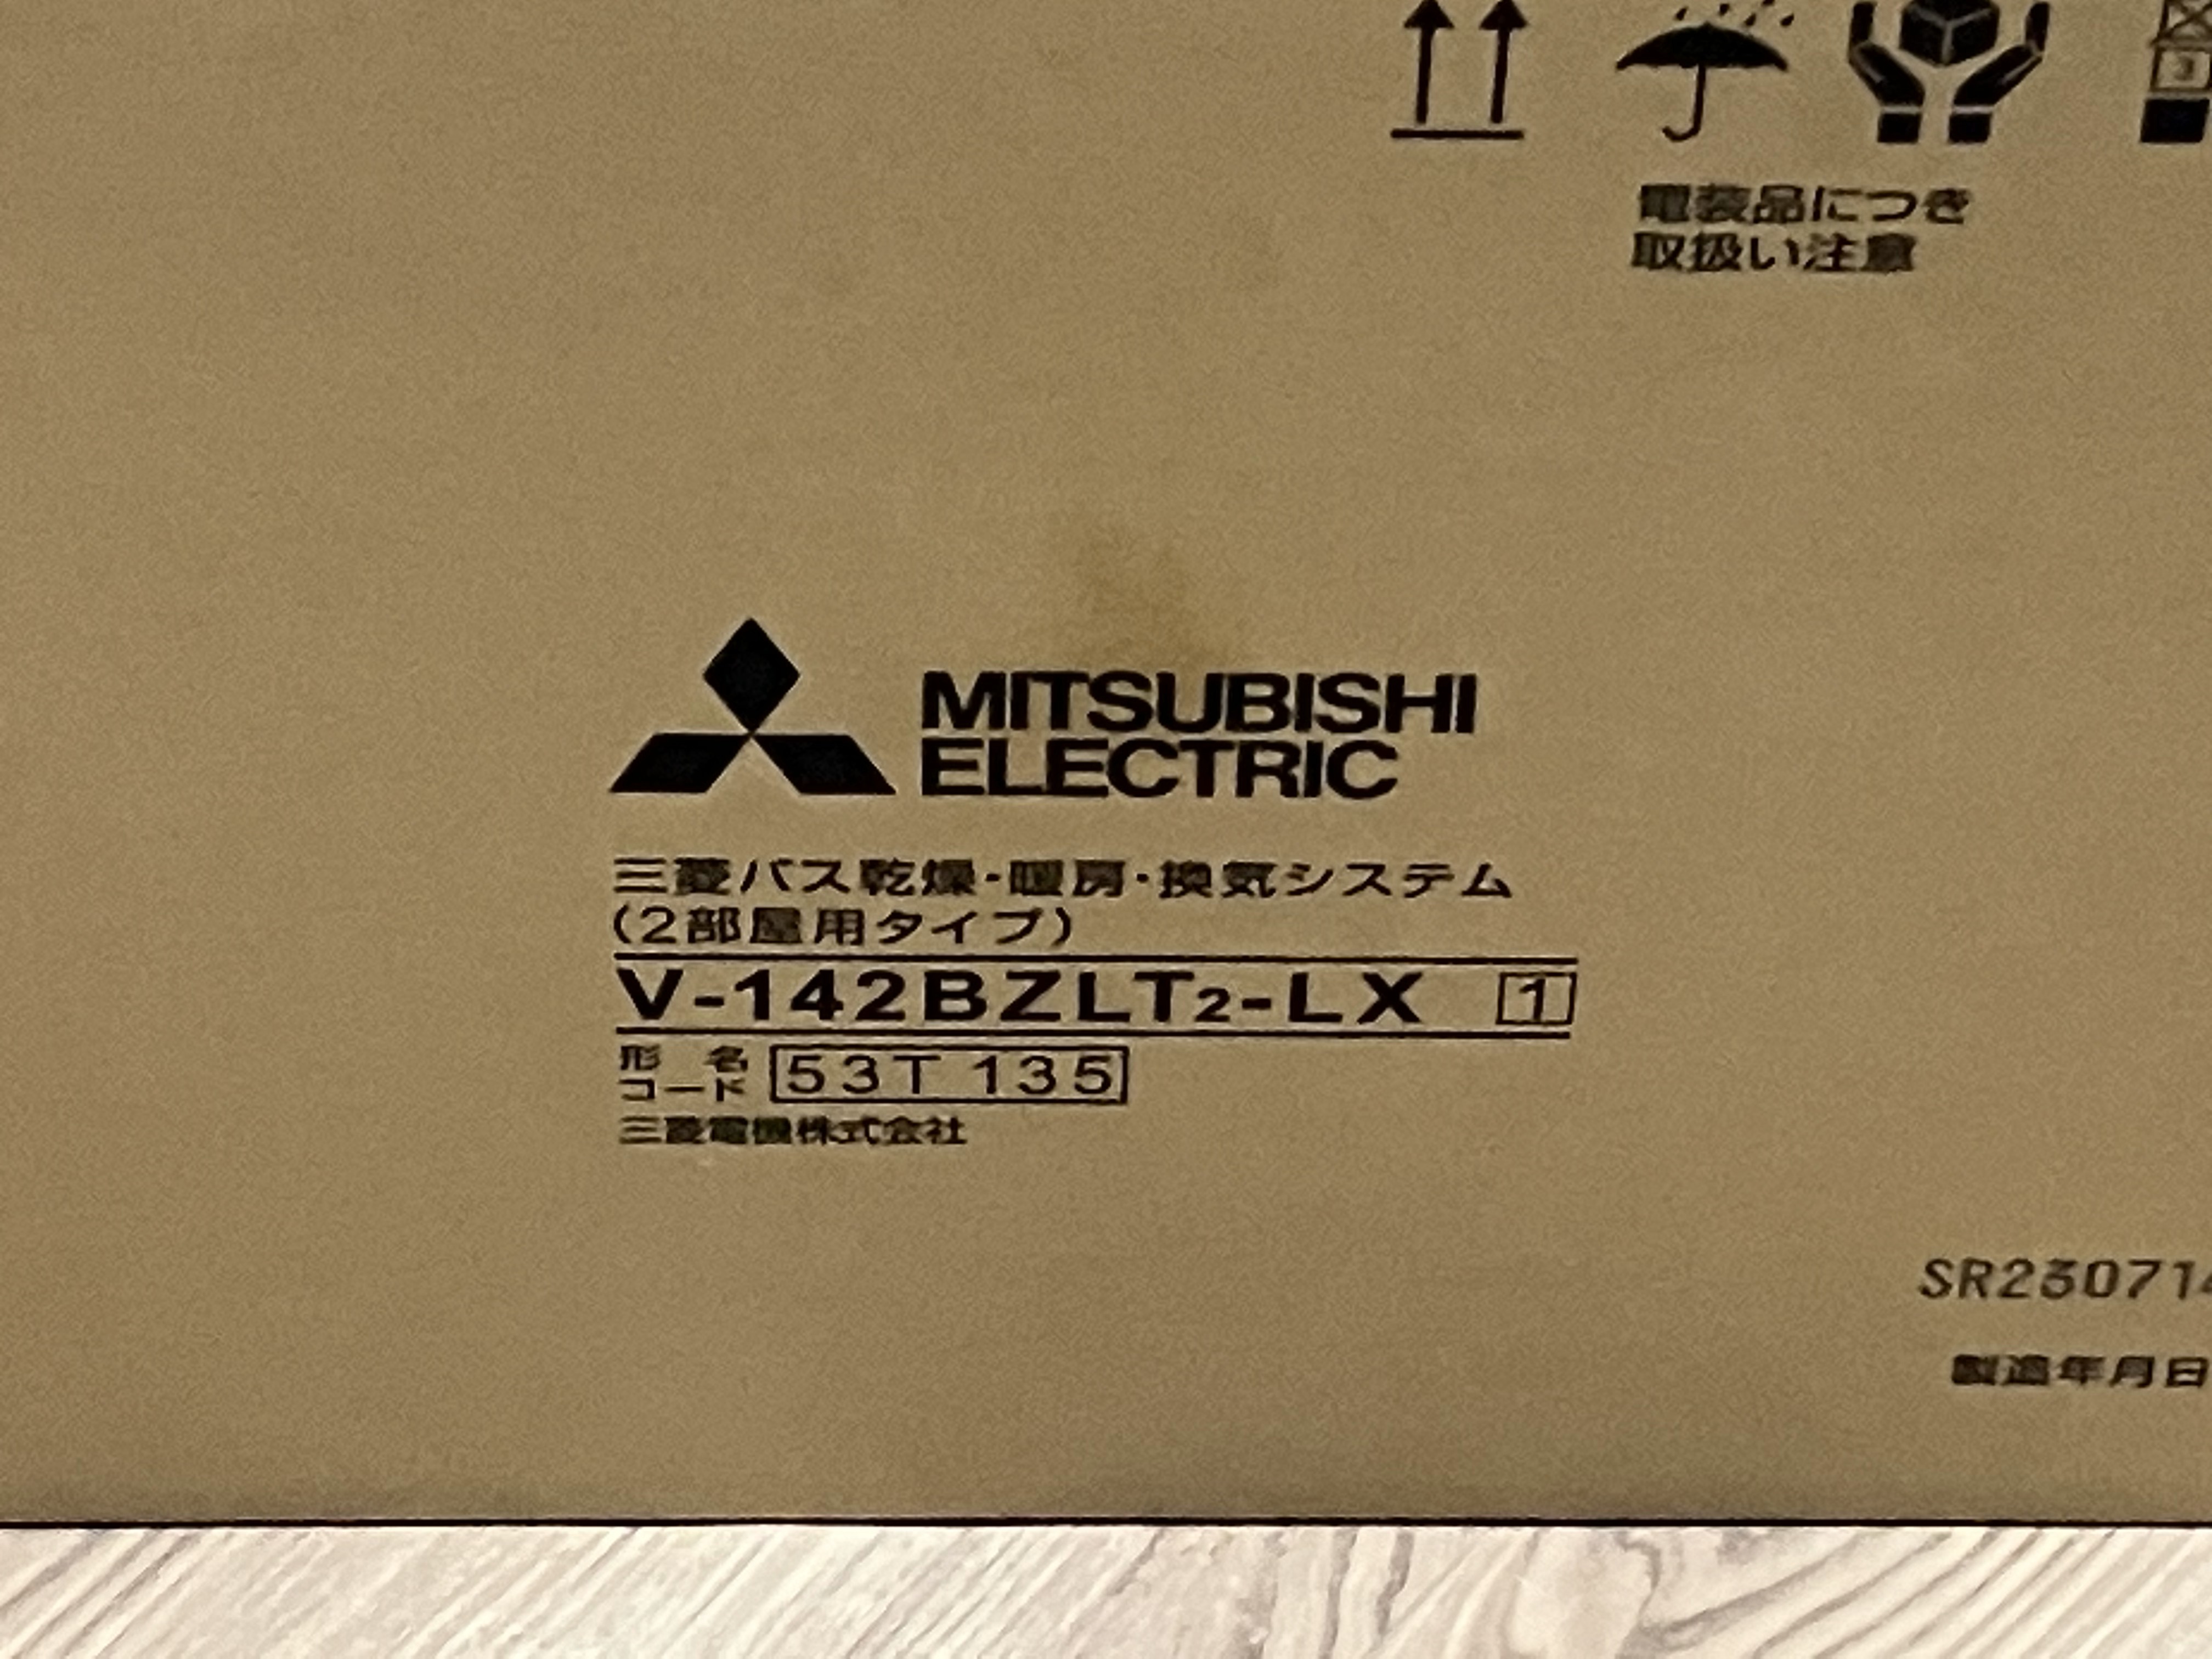 電装品につき
取扱い注意
MITSUBISHI
ELECTRIC
三菱バス乾燥・暖房・換気システム
(2部屋用タイプ)
V-142BZLT2-LX 1
形名
コード 53T 135
三菱電機株式会社
SR230714
製造年月日